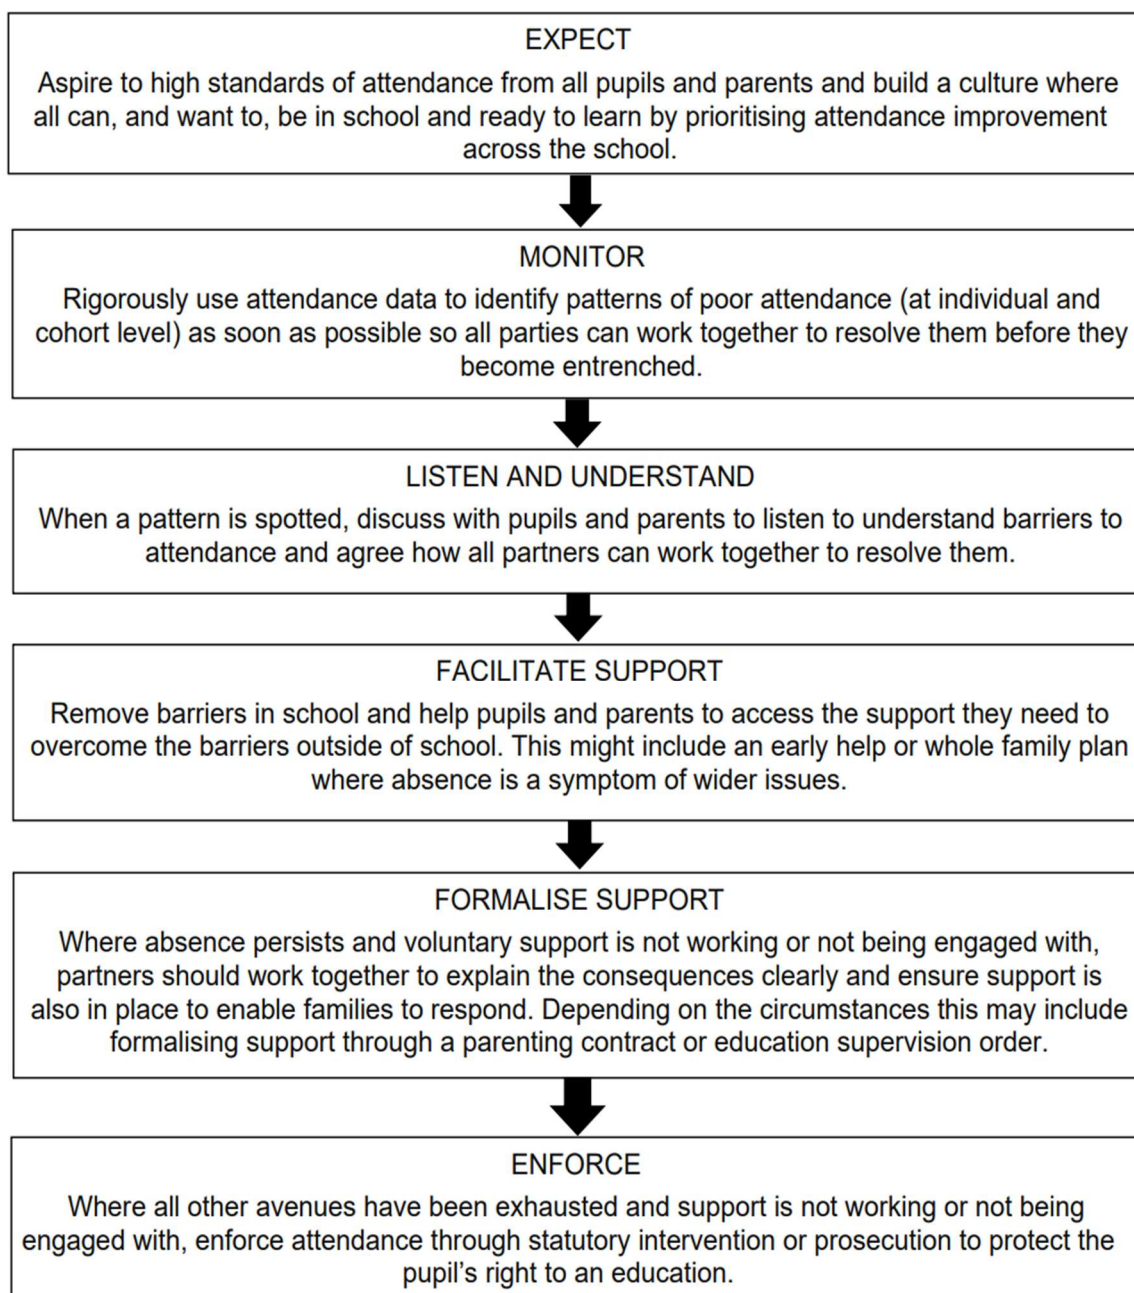 EXPECT
Aspire to high standards of attendance from all pupils and parents and build a culture where
all can, and want to, be in school and ready to learn by prioritising attendance improvement
across the school.
MONITOR
Rigorously use attendance data to identify patterns of poor attendance (at individual and
cohort level) as soon as possible so all parties can work together to resolve them before they
become entrenched.
LISTEN AND UNDERSTAND
When a pattern is spotted, discuss with pupils and parents to listen to understand barriers to
attendance and agree how all partners can work together to resolve them.
FACILITATE SUPPORT
Remove barriers in school and help pupils and parents to access the support they need to
overcome the barriers outside of school. This might include an early help or whole family plan
where absence is a symptom of wider issues.
FORMALISE SUPPORT
Where absence persists and voluntary support is not working or not being engaged with,
partners should work together to explain the consequences clearly and ensure support is
also in place to enable families to respond. Depending on the circumstances this may include
formalising support through a parenting contract or education supervision order.
ENFORCE
Where all other avenues have been exhausted and support is not working or not being
engaged with, enforce attendance through statutory intervention or prosecution to protect the
pupil’s right to an education.